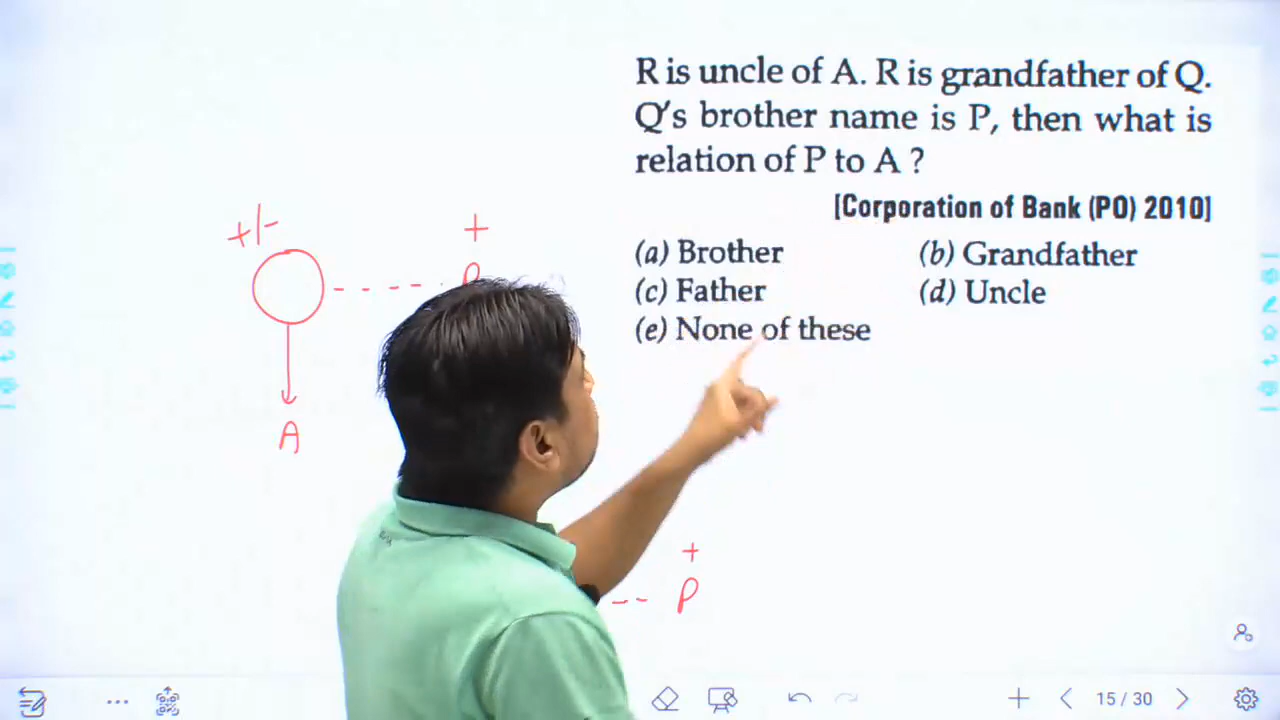 R is uncle of A. R is grandfather of Q.
Q's brother name is P, then what is
relation of P to A ?
[Corporation of Bank (PO) 2010]
(a) Brother
(b) Grandfather
(c) Father
(d) Uncle
(e) None of these
+/-
+
A
+
P
15 / 30